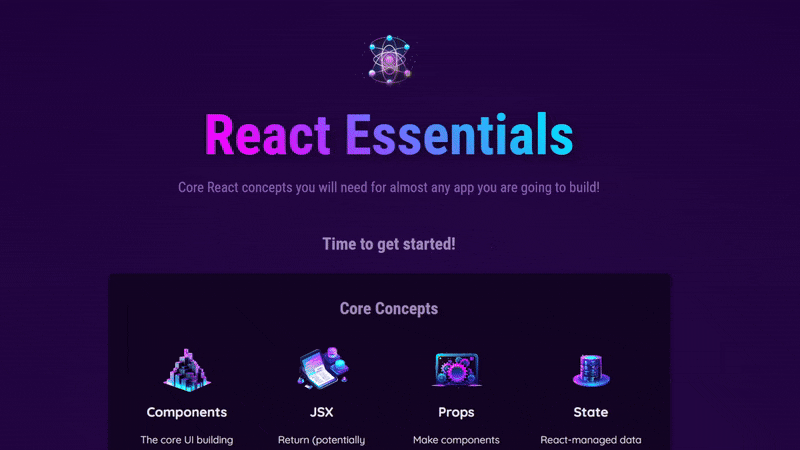 React Essentials
Core React concepts you will need for almost any app you are going to build!
Time to get started!
Core Concepts
Components JSX Props State
The core UI building Return (potentially Make components React-managed data